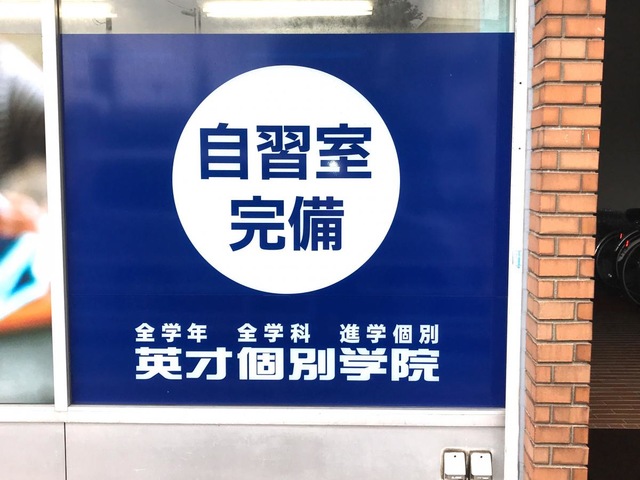 自習室
完備
全学年 全学科 進学個別
英才個別学院